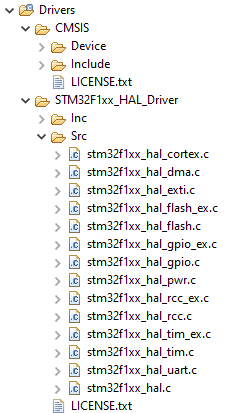 Drivers
CMSIS
Device
Include
LICENSE.txt
STM32F1xx_HAL_Driver
Inc
Src
stm32f1xx_hal_cortex.c
stm32f1xx_hal_dma.c
stm32f1xx_hal_exti.c
stm32f1xx_hal_flash_ex.c
stm32f1xx_hal_flash.c
stm32f1xx_hal_gpio_ex.c
stm32f1xx_hal_gpio.c
stm32f1xx_hal_pwr.c
stm32f1xx_hal_rcc_ex.c
stm32f1xx_hal_rcc.c
stm32f1xx_hal_tim_ex.c
stm32f1xx_hal_tim.c
stm32f1xx_hal_uart.c
stm32f1xx_hal.c
LICENSE.txt